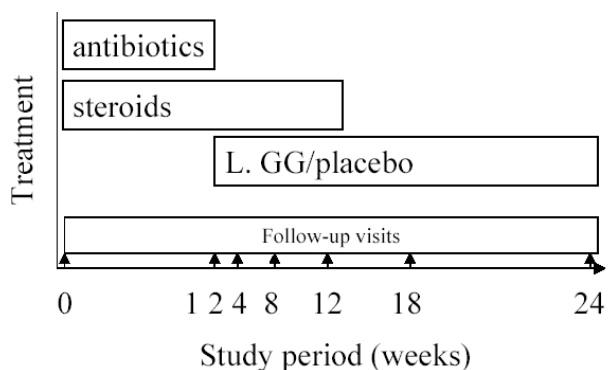 antibiotics
steroids
L. GG/placebo
Treatment
Follow-up visits
0 1 2 4 8 12 18 24
Study period (weeks)